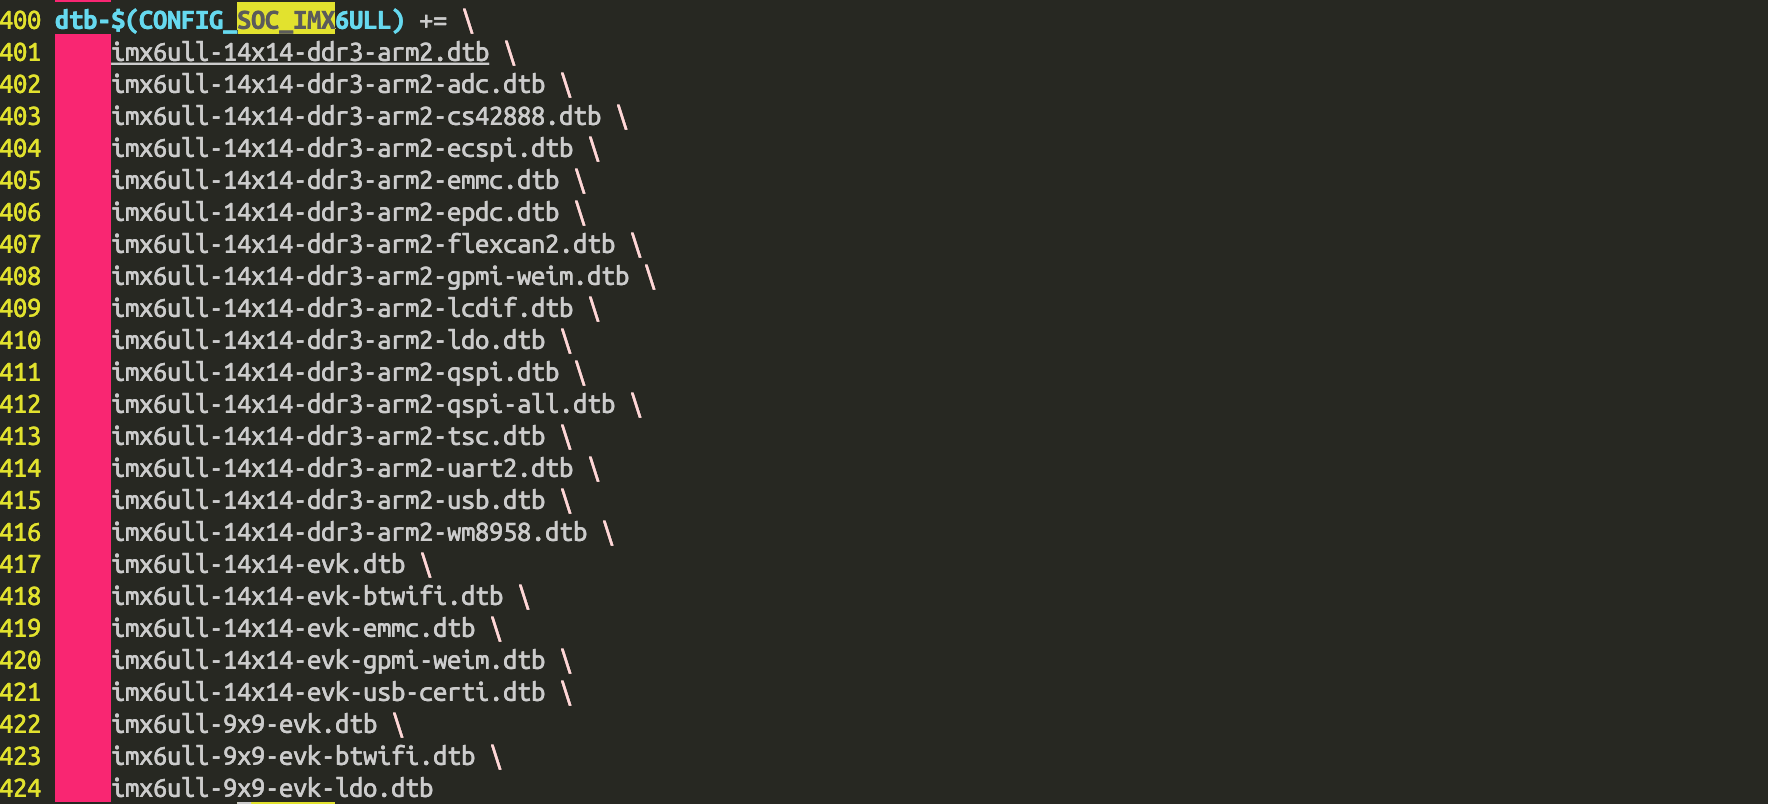 400 dtb-$(CONFIG_SOC_IMX6ULL) += \
401 imx6ull-14x14-ddr3-arm2.dtb \
402 imx6ull-14x14-ddr3-arm2-adc.dtb \
403 imx6ull-14x14-ddr3-arm2-cs42888.dtb \
404 imx6ull-14x14-ddr3-arm2-ecspi.dtb \
405 imx6ull-14x14-ddr3-arm2-emmc.dtb \
406 imx6ull-14x14-ddr3-arm2-epdc.dtb \
407 imx6ull-14x14-ddr3-arm2-flexcan2.dtb \
408 imx6ull-14x14-ddr3-arm2-gpmi-weim.dtb \
409 imx6ull-14x14-ddr3-arm2-lcdif.dtb \
410 imx6ull-14x14-ddr3-arm2-ldo.dtb \
411 imx6ull-14x14-ddr3-arm2-qspi.dtb \
412 imx6ull-14x14-ddr3-arm2-qspi-all.dtb \
413 imx6ull-14x14-ddr3-arm2-tsc.dtb \
414 imx6ull-14x14-ddr3-arm2-uart2.dtb \
415 imx6ull-14x14-ddr3-arm2-usb.dtb \
416 imx6ull-14x14-ddr3-arm2-wm8958.dtb \
417 imx6ull-14x14-evk.dtb \
418 imx6ull-14x14-evk-btwifi.dtb \
419 imx6ull-14x14-evk-emmc.dtb \
420 imx6ull-14x14-evk-gpmi-weim.dtb \
421 imx6ull-14x14-evk-usb-certi.dtb \
422 imx6ull-9x9-evk.dtb \
423 imx6ull-9x9-evk-btwifi.dtb \
424 imx6ull-9x9-evk-ldo.dtb